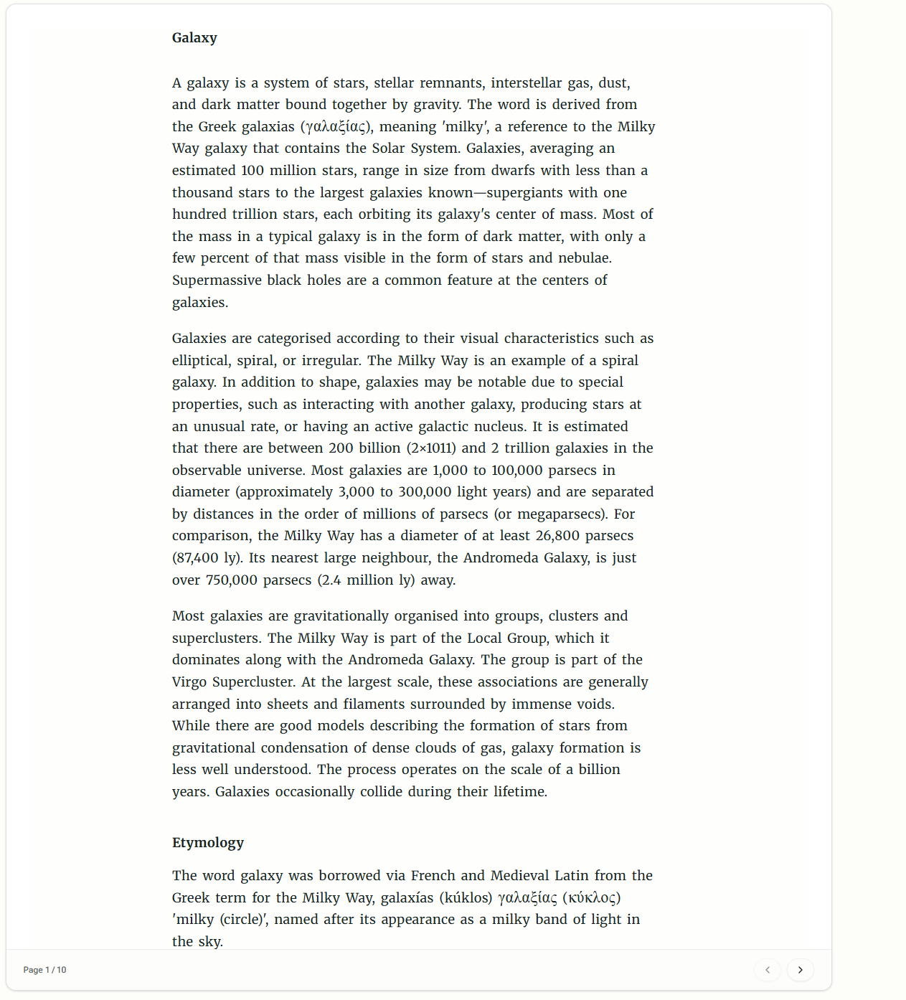 Galaxy
A galaxy is a system of stars, stellar remnants, interstellar gas, dust,
and dark matter bound together by gravity. The word is derived from
the Greek galaxias (γαλαξίας), meaning 'milky', a reference to the Milky
Way galaxy that contains the Solar System. Galaxies, averaging an
estimated 100 million stars, range in size from dwarfs with less than a
thousand stars to the largest galaxies known—supergiants with one
hundred trillion stars, each orbiting its galaxy's center of mass. Most of
the mass in a typical galaxy is in the form of dark matter, with only a
few percent of that mass visible in the form of stars and nebulae.
Supermassive black holes are a common feature at the centers of
galaxies.
Galaxies are categorised according to their visual characteristics such as
elliptical, spiral, or irregular. The Milky Way is an example of a spiral
galaxy. In addition to shape, galaxies may be notable due to special
properties, such as interacting with another galaxy, producing stars at
an unusual rate, or having an active galactic nucleus. It is estimated
that there are between 200 billion (2×1011) and 2 trillion galaxies in the
observable universe. Most galaxies are 1,000 to 100,000 parsecs in
diameter (approximately 3,000 to 300,000 light years) and are separated
by distances in the order of millions of parsecs (or megaparsecs). For
comparison, the Milky Way has a diameter of at least 26,800 parsecs
(87,400 ly). Its nearest large neighbour, the Andromeda Galaxy, is just
over 750,000 parsecs (2.4 million ly) away.
Most galaxies are gravitationally organised into groups, clusters and
superclusters. The Milky Way is part of the Local Group, which it
dominates along with the Andromeda Galaxy. The group is part of the
Virgo Supercluster. At the largest scale, these associations are generally
arranged into sheets and filaments surrounded by immense voids.
While there are good models describing the formation of stars from
gravitational condensation of dense clouds of gas, galaxy formation is
less well understood. The process operates on the scale of a billion
years. Galaxies occasionally collide during their lifetime.
Etymology
The word galaxy was borrowed via French and Medieval Latin from the
Greek term for the Milky Way, galaxías (kúklos) γαλαξίας (κύκλος)
'milky (circle)', named after its appearance as a milky band of light in
the sky.
Page 1 / 10